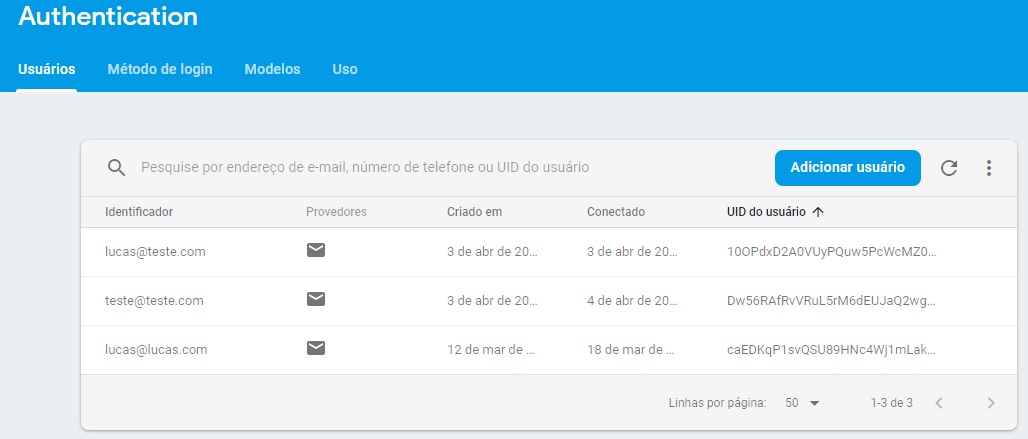 Authentication
Usuários Método de login Modelos Uso
Pesquise por endereço de e-mail, número de telefone ou UID do usuário Adicionar usuário
Identificador Provedores Criado em Conectado UID do usuário
lucas@teste.com 3 de abr de 20... 3 de abr de 20... 10OPdxD2A0VUyPQuw5PcWcMZ0...
teste@teste.com 3 de abr de 20... 4 de abr de 20... Dw56RAfRvVRuL5rM6dEUJaQ2wg...
lucas@lucas.com 12 de mar de ... 18 de mar de ... caEDKqP1svQSU89HNc4Wj1mLak...
Linhas por página: 50 1-3 de 3